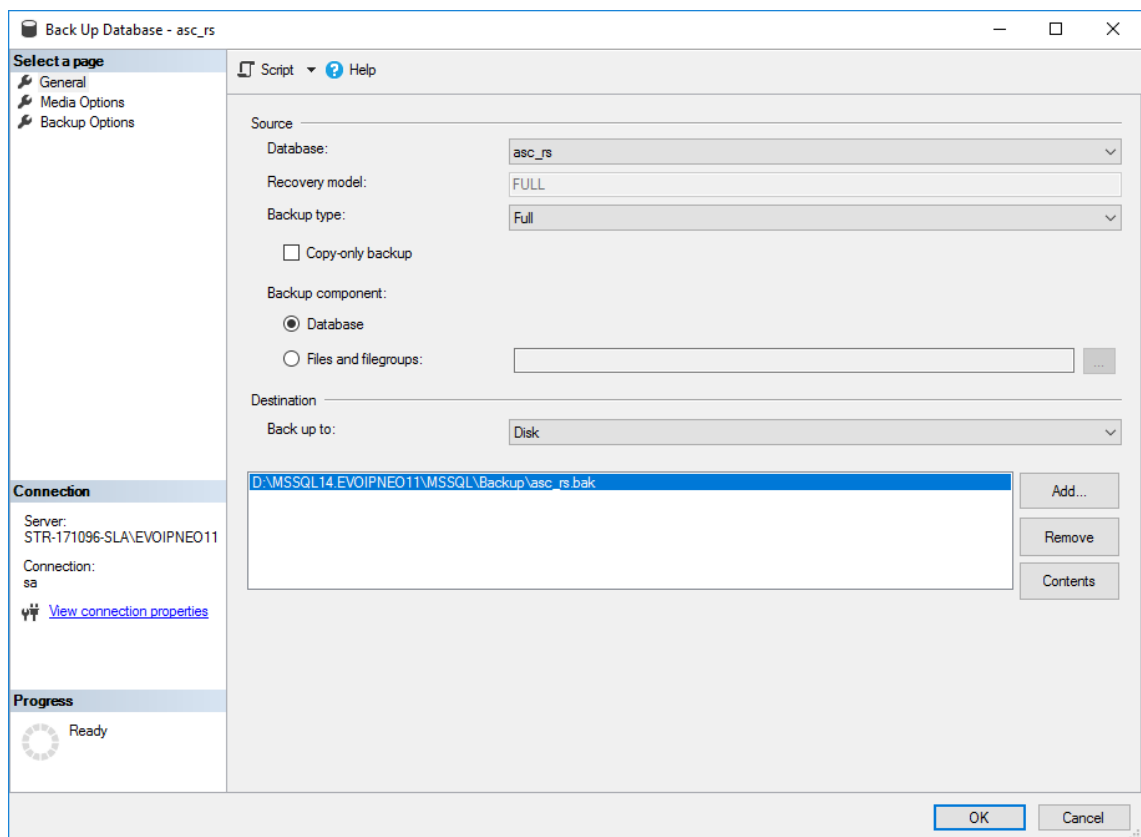 Back Up Database - asc_rs
Select a page
General
Media Options
Backup Options
Script
Help
Source
Database:
asc_rs
Recovery model:
FULL
Backup type:
Full
Copy-only backup
Backup component:
Database
Files and filegroups:
...
Destination
Back up to:
Disk
D:\MSSQL14.EVOIPNEO11\MSSQL\Backup\asc_rs.bak
Add...
Remove
Contents
Connection
Server:
STR-171096-SLA\EVOIPNEO11
Connection:
sa
View connection properties
Progress
Ready
OK
Cancel